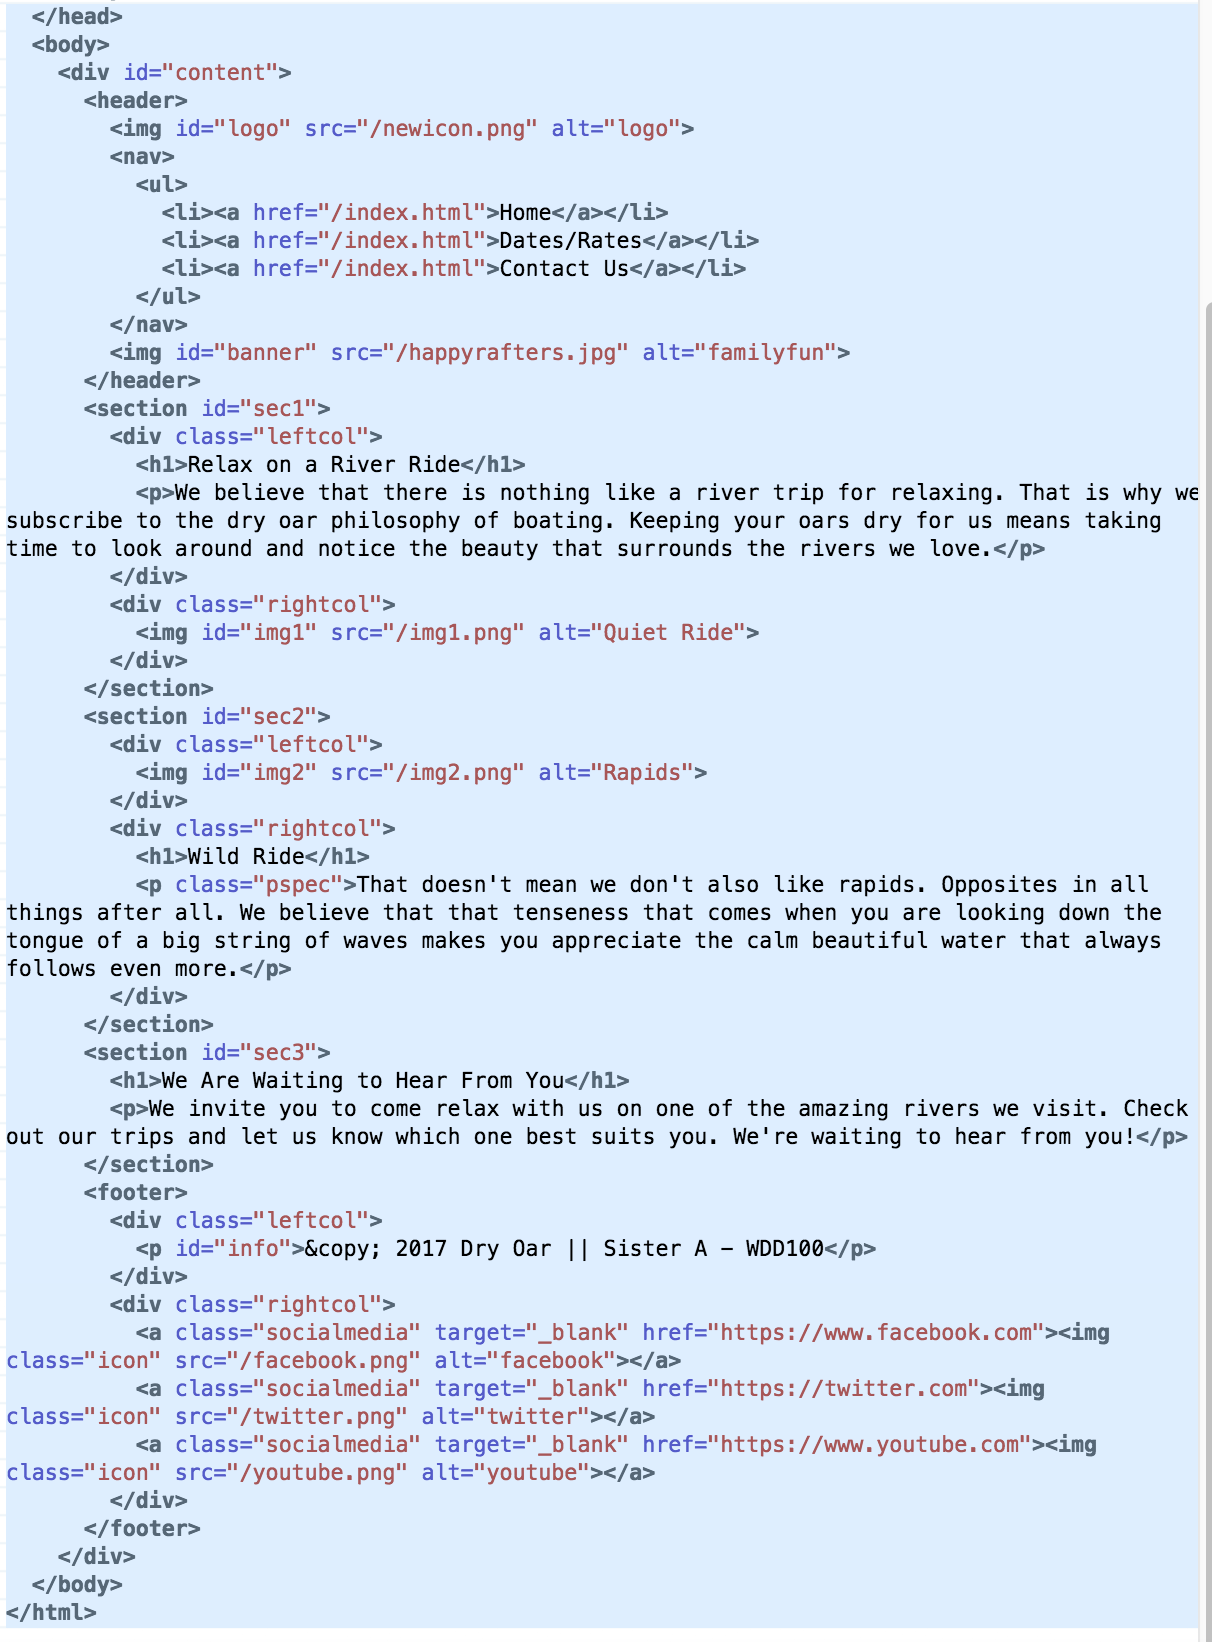 </head>
<body>
<div id="content">
<header>
<img id="logo" src="/newicon.png" alt="logo">
<nav>
<ul>
<li><a href="/index.html">Home</a></li>
<li><a href="/index.html">Dates/Rates</a></li>
<li><a href="/index.html">Contact Us</a></li>
</ul>
</nav>
<img id="banner" src="/happyrafters.jpg" alt="familyfun">
</header>
<section id="sec1">
<div class="leftcol">
<h1>Relax on a River Ride</h1>
<p>We believe that there is nothing like a river trip for relaxing. That is why we
subscribe to the dry oar philosophy of boating. Keeping your oars dry for us means taking
time to look around and notice the beauty that surrounds the rivers we love.</p>
</div>
<div class="rightcol">
<img id="img1" src="/img1.png" alt="Quiet Ride">
</div>
</section>
<section id="sec2">
<div class="leftcol">
<img id="img2" src="/img2.png" alt="Rapids">
</div>
<div class="rightcol">
<h1>Wild Ride</h1>
<p class="pspec">That doesn't mean we don't also like rapids. Opposites in all
things after all. We believe that that tenseness that comes when you are looking down the
tongue of a big string of waves makes you appreciate the calm beautiful water that always
follows even more.</p>
</div>
</section>
<section id="sec3">
<h1>We Are Waiting to Hear From You</h1>
<p>We invite you to come relax with us on one of the amazing rivers we visit. Check
out our trips and let us know which one best suits you. We're waiting to hear from you!</p>
</section>
<footer>
<div class="leftcol">
<p id="info">&copy; 2017 Dry Oar || Sister A – WDD100</p>
</div>
<div class="rightcol">
<a class="socialmedia" target="_blank" href="https://www.facebook.com"><img
class="icon" src="/facebook.png" alt="facebook"></a>
<a class="socialmedia" target="_blank" href="https://twitter.com"><img
class="icon" src="/twitter.png" alt="twitter"></a>
<a class="socialmedia" target="_blank" href="https://www.youtube.com"><img
class="icon" src="/youtube.png" alt="youtube"></a>
</div>
</footer>
</div>
</body>
</html>